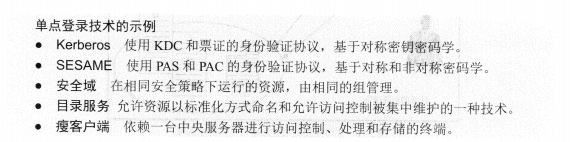 单点登录技术的示例
● Kerberos 使用 KDC 和票证的身份验证协议，基于对称密钥密码学。
● SESAME 使用 PAS 和 PAC 的身份验证协议，基于对称和非对称密码学。
● 安全域 在相同安全策略下运行的资源，由相同的组管理。
● 目录服务 允许资源以标准化方式命名和允许访问控制被集中维护的一种技术。
● 瘦客户端 依赖一台中央服务器进行访问控制、处理和存储的终端。